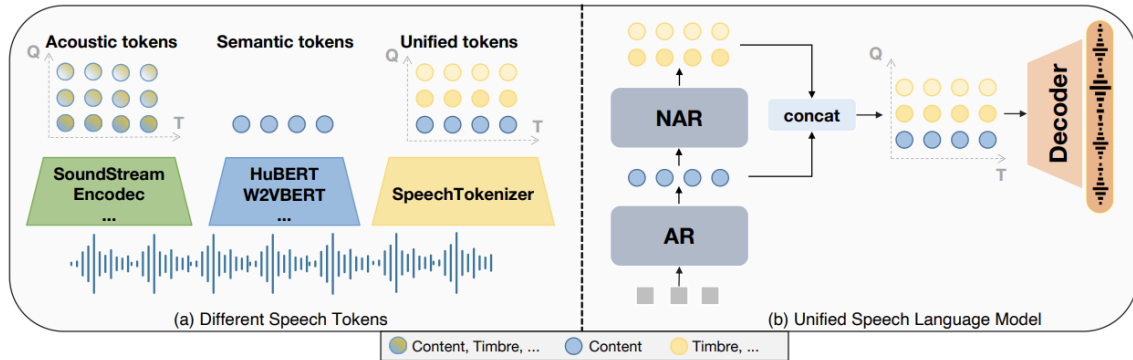 Acoustic tokens
Semantic tokens
Unified tokens
Q
T
Q
T
SoundStream
Encodec
...
HuBERT
W2VBERT
...
SpeechTokenizer
(a) Different Speech Tokens
NAR
AR
concat
Q
T
Decoder
(b) Unified Speech Language Model
Content, Timbre, ...
Content
Timbre, ...